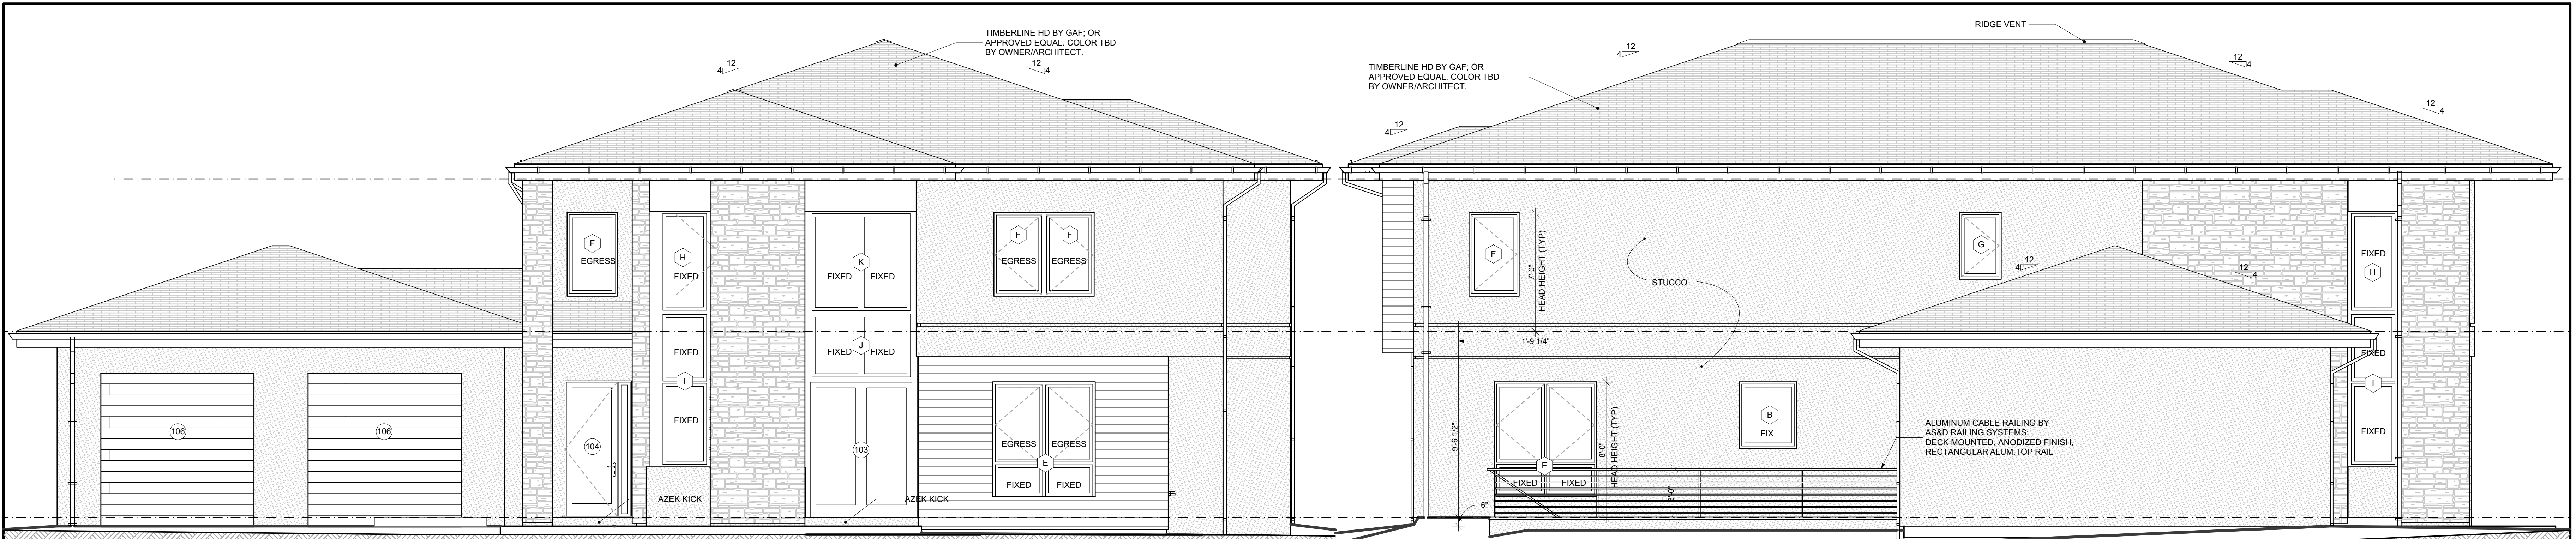 TIMBERLINE HD BY GAF; OR
APPROVED EQUAL. COLOR TBD
BY OWNER/ARCHITECT.
12
4
12
4
F
EGRESS
H
FIXED
FIXED
I
FIXED
K
FIXED FIXED
J
FIXED FIXED
F F
EGRESS EGRESS
106
106
104
103
EGRESS EGRESS
E
FIXED FIXED
AZEK KICK
AZEK KICK
RIDGE VENT
TIMBERLINE HD BY GAF; OR
APPROVED EQUAL. COLOR TBD
BY OWNER/ARCHITECT.
12
4
12
4
12
4
12
4
F
7'-0"
HEAD HEIGHT (TYP)
STUCCO
G
12
4
12
4
FIXED
H
FIXED
I
FIXED
1'-9 1/4"
9'-6 1/2"
8'-0"
HEAD HEIGHT (TYP)
B
FIX
E
FIXED FIXED
3'-0"
6"
ALUMINUM CABLE RAILING BY
AS&D RAILING SYSTEMS;
DECK MOUNTED, ANODIZED FINISH,
RECTANGULAR ALUM.TOP RAIL